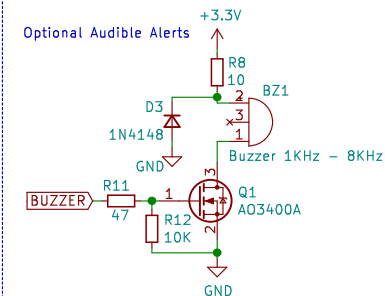 +3.3V
Optional Audible Alerts
R8
10
BZ1
2
3
1
D3
1N4148
GND
Buzzer 1KHz - 8KHz
3
R11
1
Q1
BUZZER
AO3400A
47
R12
10K
2
GND